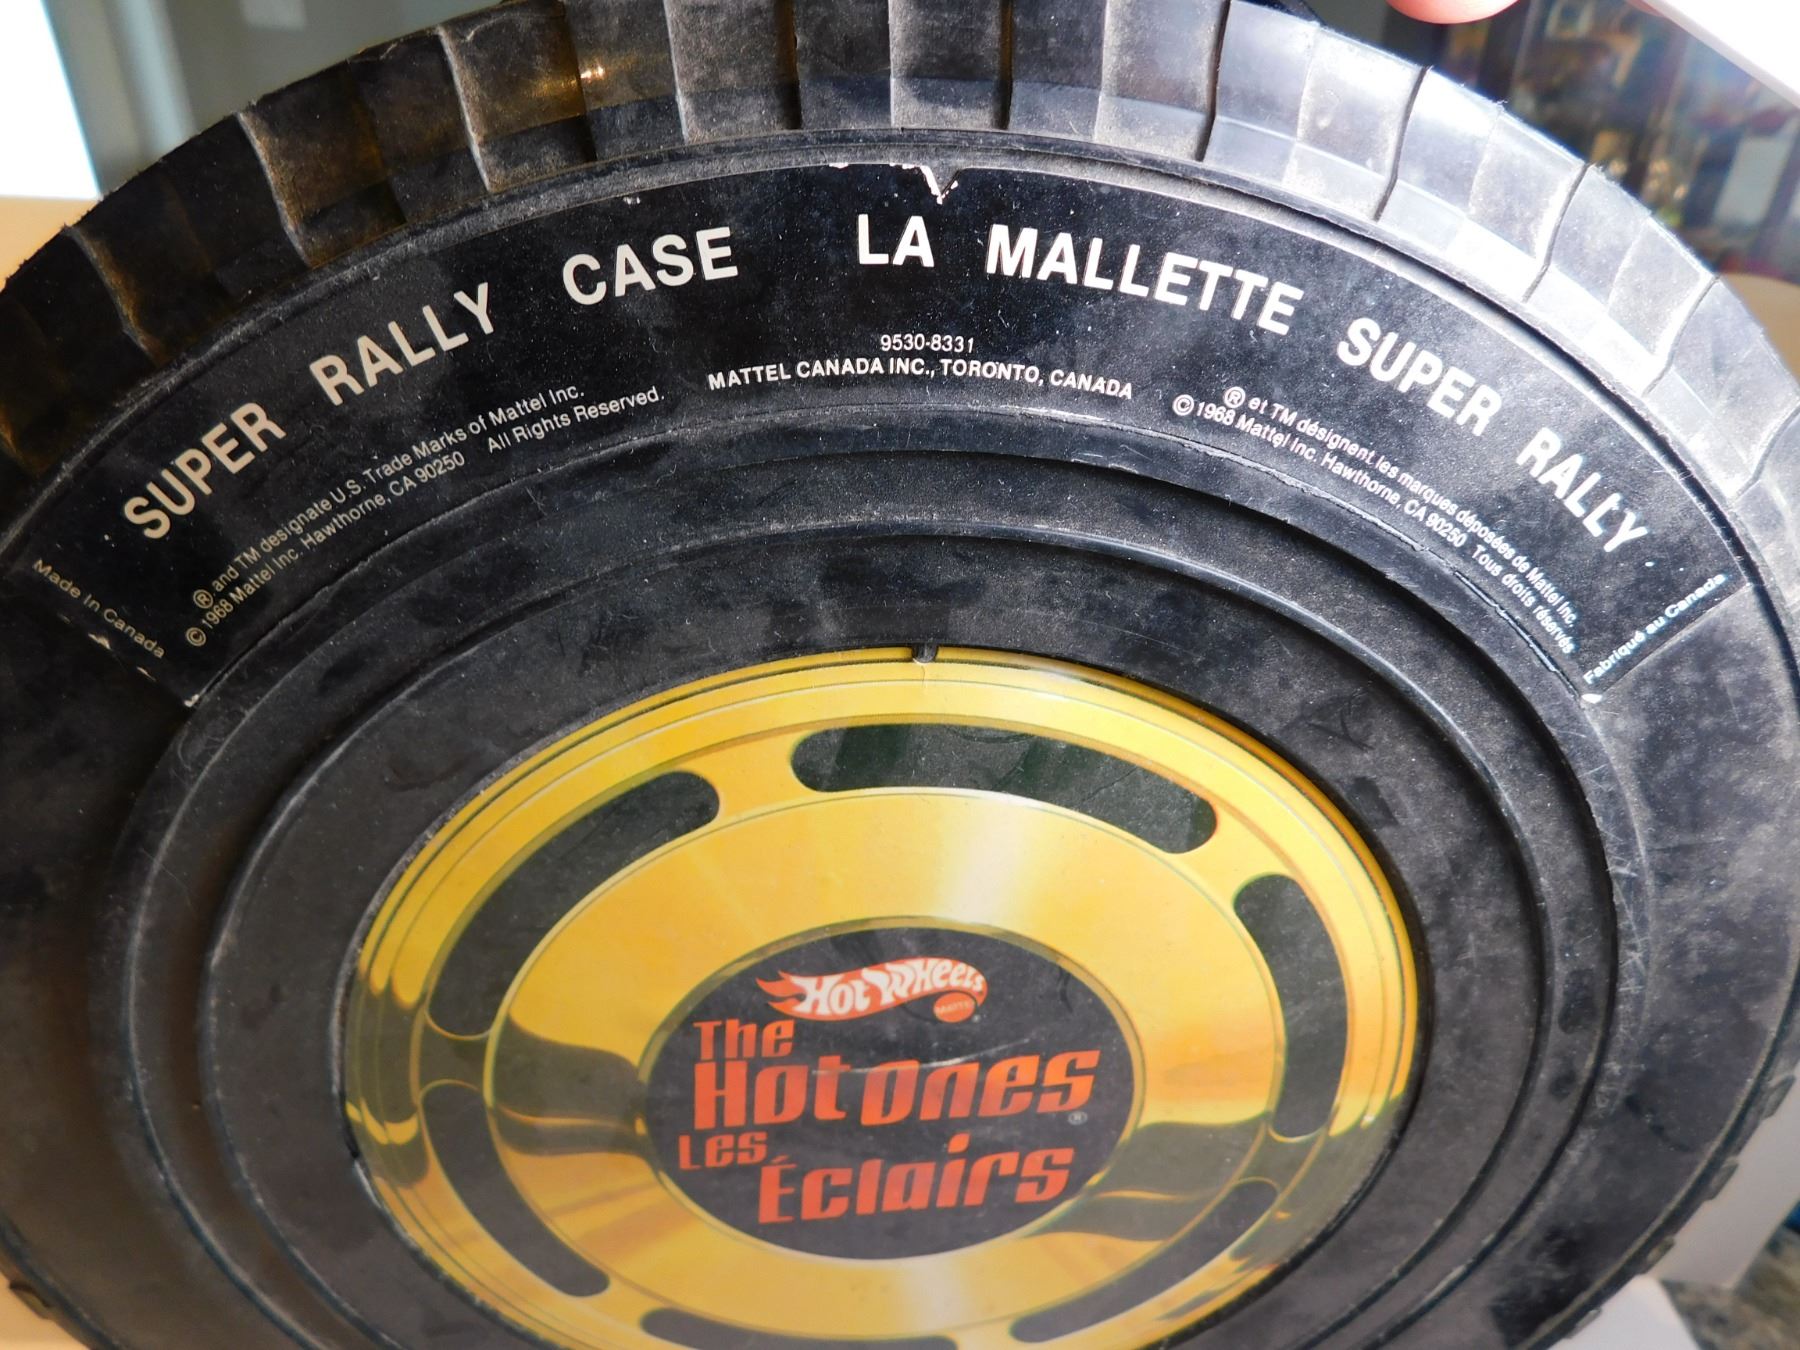 SUPER RALLY CASE LA MALLETTE SUPER RALLY
9530-8331
MATTEL CANADA INC., TORONTO, CANADA
® and TM designate U.S. Trade Marks of Mattel Inc.
© 1968 Mattel Inc. Hawthorne, CA 90250 All Rights Reserved.
® et TM désignent les marques déposées de Mattel Inc.
© 1968 Mattel Inc. Hawthorne, CA 90250 Tous droits réservés
Made In Canada
Fabriqué au Canada
Hot Wheels
MATTEL
The
Hot Ones
®
Les
Éclairs